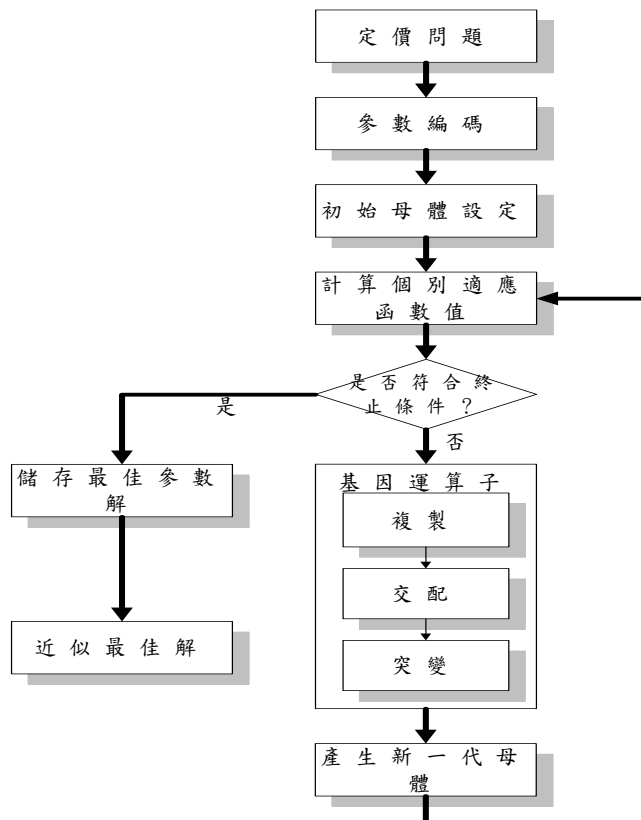 定價問題
參數編碼
初始母體設定
計算個別適應
函數值
是否符合終
止條件?
是
否
儲存最佳參數
解
近似最佳解
基因運算子
複製
交配
突變
產生新一代母
體